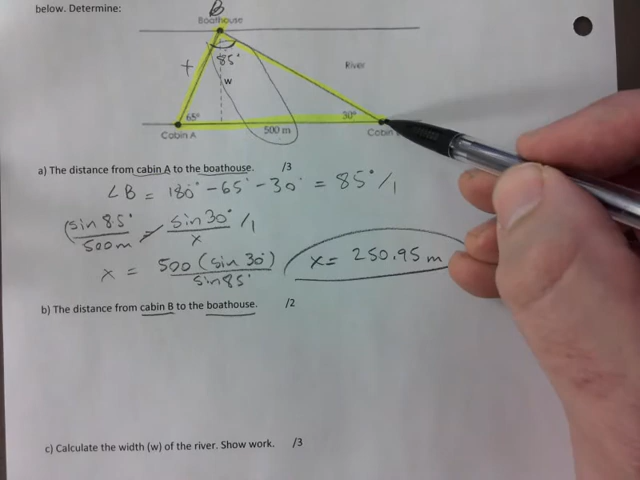 below. Determine:
B
Boathouse
x
85°
River
w
65°
30°
Cabin A
500 m
Cabin
a) The distance from cabin A to the boathouse. /3
∠B = 180° - 65° - 30° = 85° /1
sin 85° / 500m = sin 30° / x /1
x = 500 (sin 30°) / sin 85°
x = 250.95 m
b) The distance from cabin B to the boathouse. /2
c) Calculate the width (w) of the river. Show work. /3